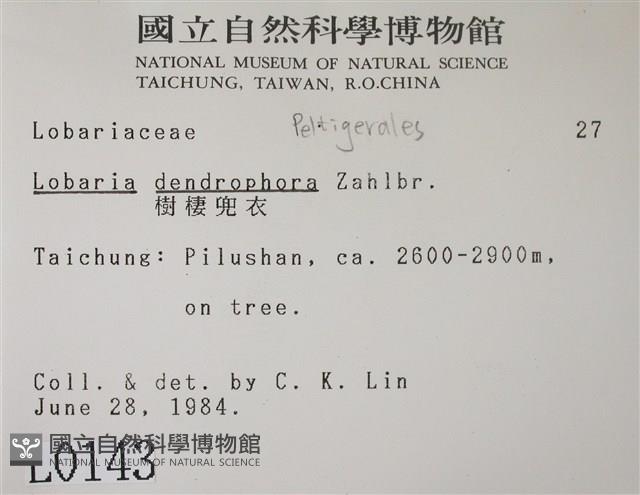 國立自然科學博物館
NATIONAL MUSEUM OF NATURAL SCIENCE
TAICHUNG, TAIWAN, R.O.CHINA
Lobariaceae Peltigerales 27
Lobaria dendrophora Zahlbr.
樹棲兜衣
Taichung: Pilushan, ca. 2600-2900m,
on tree.
Coll. & det. by C. K. Lin
June 28, 1984.
國立自然科學博物館
NATIONAL MUSEUM OF NATURAL SCIENCE
L0143